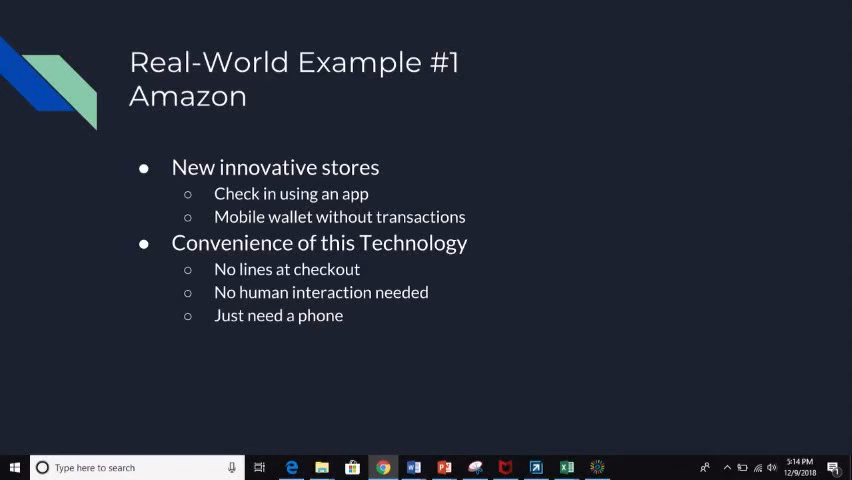 Real-World Example #1
Amazon
● New innovative stores
○ Check in using an app
○ Mobile wallet without transactions
● Convenience of this Technology
○ No lines at checkout
○ No human interaction needed
○ Just need a phone
Type here to search
5:14 PM
12/9/2018